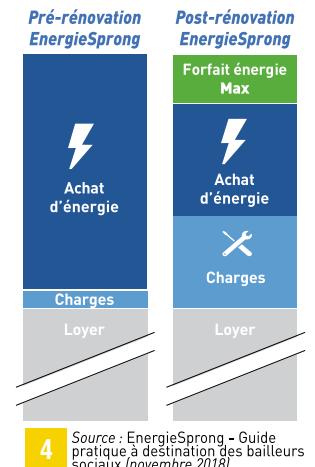 Pré-rénovation
EnergieSprong
Post-rénovation
EnergieSprong
Achat
d'énergie
Charges
Loyer
Forfait énergie
Max
Achat
d'énergie
Charges
Loyer
4
Source : EnergieSprong - Guide
pratique à destination des bailleurs
sociaux (novembre 2018)